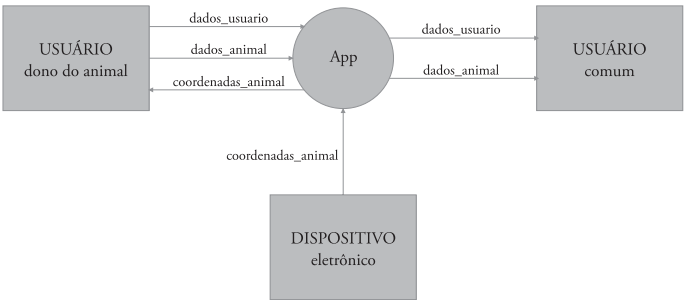 USUÁRIO
dono do animal
dados_usuario
dados_animal
coordenadas_animal
App
dados_usuario
dados_animal
USUÁRIO
comum
coordenadas_animal
DISPOSITIVO
eletrônico